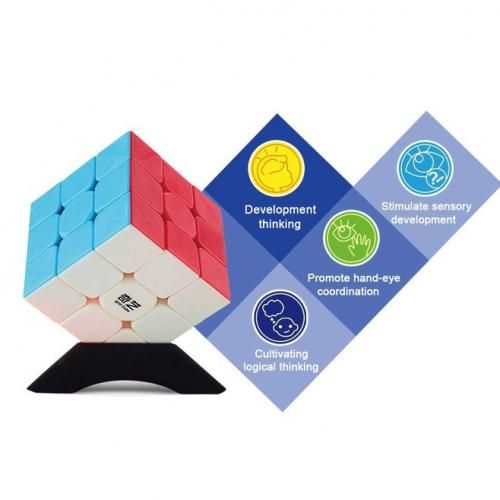 Development
thinking
Stimulate sensory
development
Promote hand-eye
coordination
Cultivating
logical thinking